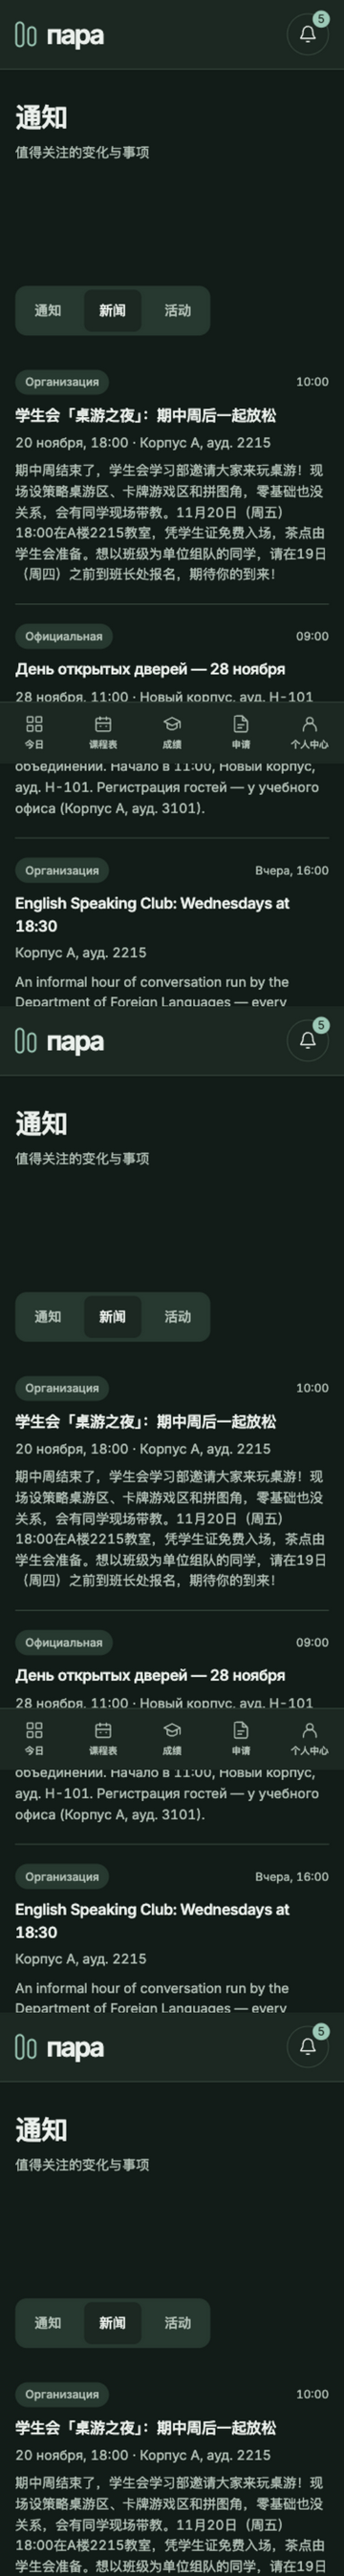 пара
5
通知
值得关注的变化与事项
通知 新闻 活动
Организация 10:00
学生会「桌游之夜」：期中周后一起放松
20 ноября, 18:00 · Корпус А, ауд. 2215
期中周结束了，学生会学习部邀请大家来玩桌游！现
场设策略桌游区、卡牌游戏区和拼图角，零基础也没
关系，会有同学现场带教。11月20日（周五）
18:00在A楼2215教室，凭学生证免费入场，茶点由
学生会准备。想以班级为单位组队的同学，请在19日
（周四）之前到班长处报名，期待你的到来！
Официальная 09:00
День открытых дверей — 28 ноября
28 ноября, 11:00 · Новый корпус, ауд. Н-101
今日 课程表 成绩 申请 个人中心
объединений. Начало в 11:00, Новый корпус,
ауд. Н-101. Регистрация гостей — у учебного
офиса (Корпус А, ауд. 3101).
Организация Вчера, 16:00
English Speaking Club: Wednesdays at
18:30
Корпус А, ауд. 2215
An informal hour of conversation run by the
Department of Foreign Languages — every
пара
5
通知
值得关注的变化与事项
通知 新闻 活动
Организация 10:00
学生会「桌游之夜」：期中周后一起放松
20 ноября, 18:00 · Корпус А, ауд. 2215
期中周结束了，学生会学习部邀请大家来玩桌游！现
场设策略桌游区、卡牌游戏区和拼图角，零基础也没
关系，会有同学现场带教。11月20日（周五）
18:00在A楼2215教室，凭学生证免费入场，茶点由
学生会准备。想以班级为单位组队的同学，请在19日
（周四）之前到班长处报名，期待你的到来！
Официальная 09:00
День открытых дверей — 28 ноября
28 ноября, 11:00 · Новый корпус, ауд. Н-101
今日 课程表 成绩 申请 个人中心
объединений. Начало в 11:00, Новый корпус,
ауд. Н-101. Регистрация гостей — у учебного
офиса (Корпус А, ауд. 3101).
Организация Вчера, 16:00
English Speaking Club: Wednesdays at
18:30
Корпус А, ауд. 2215
An informal hour of conversation run by the
Department of Foreign Languages — every
пара
5
通知
值得关注的变化与事项
通知 新闻 活动
Организация 10:00
学生会「桌游之夜」：期中周后一起放松
20 ноября, 18:00 · Корпус А, ауд. 2215
期中周结束了，学生会学习部邀请大家来玩桌游！现
场设策略桌游区、卡牌游戏区和拼图角，零基础也没
关系，会有同学现场带教。11月20日（周五）
18:00在A楼2215教室，凭学生证免费入场，茶点由
学生会准备。想以班级为单位组队的同学，请在19日